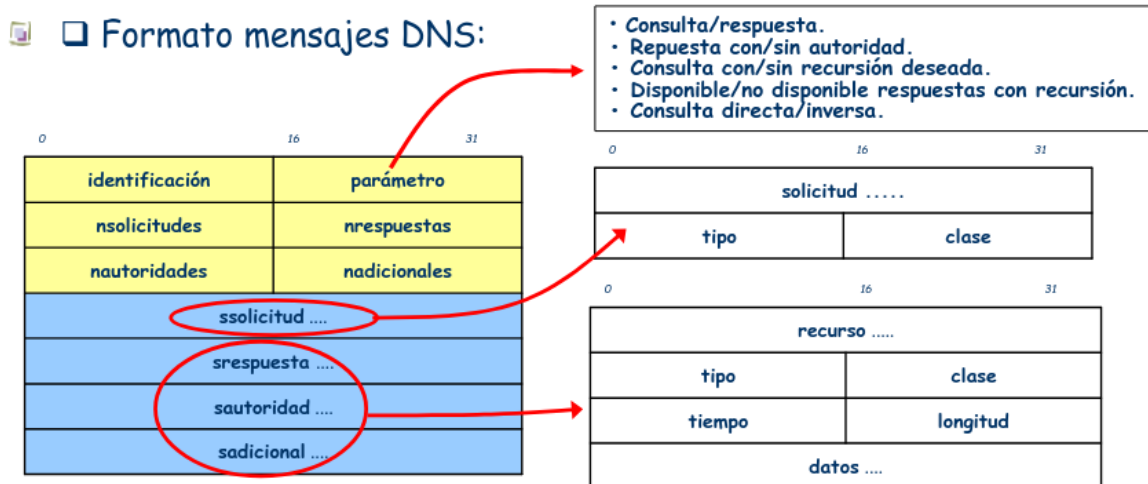 Formato mensajes DNS:
• Consulta/respuesta.
• Repuesta con/sin autoridad.
• Consulta con/sin recursión deseada.
• Disponible/no disponible respuestas con recursión.
• Consulta directa/inversa.
0 16 31
identificación parámetro
nsolicitudes nrespuestas
nautoridades nadicionales
ssolicitud ....
srespuesta ....
sautoridad ....
sadicional ....
0 16 31
solicitud .....
tipo clase
0 16 31
recurso .....
tipo clase
tiempo longitud
datos ....